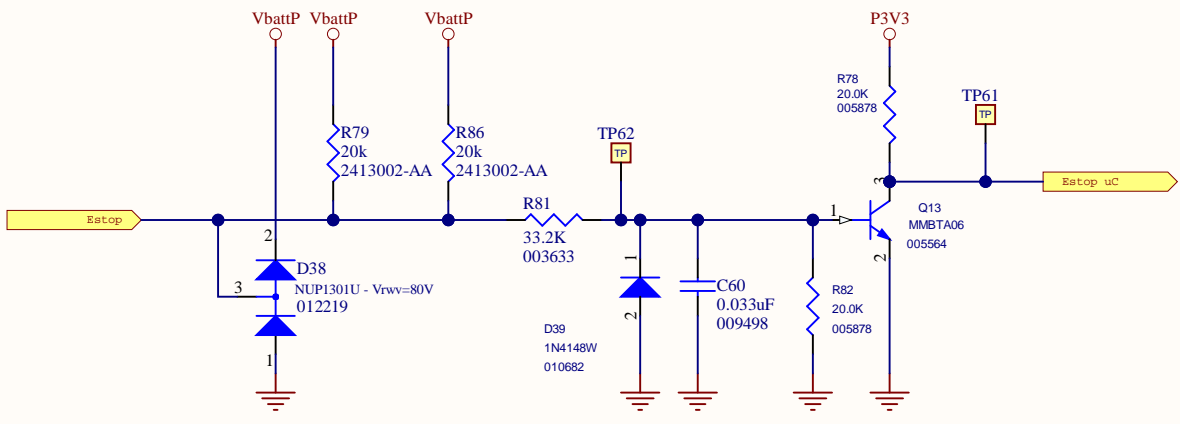 VbattP VbattP VbattP P3V3
R78
20.0K
005878
TP61
TP
R79
20k
2413002-AA
R86
20k
2413002-AA
TP62
TP
3
Estop uC
Estop
R81
33.2K
003633
1
Q13
MMBTA06
005564
2
2
D38
NUP1301U - Vrwv=80V
012219
3
1
1
2
D39
1N4148W
010682
C60
0.033uF
009498
R82
20.0K
005878